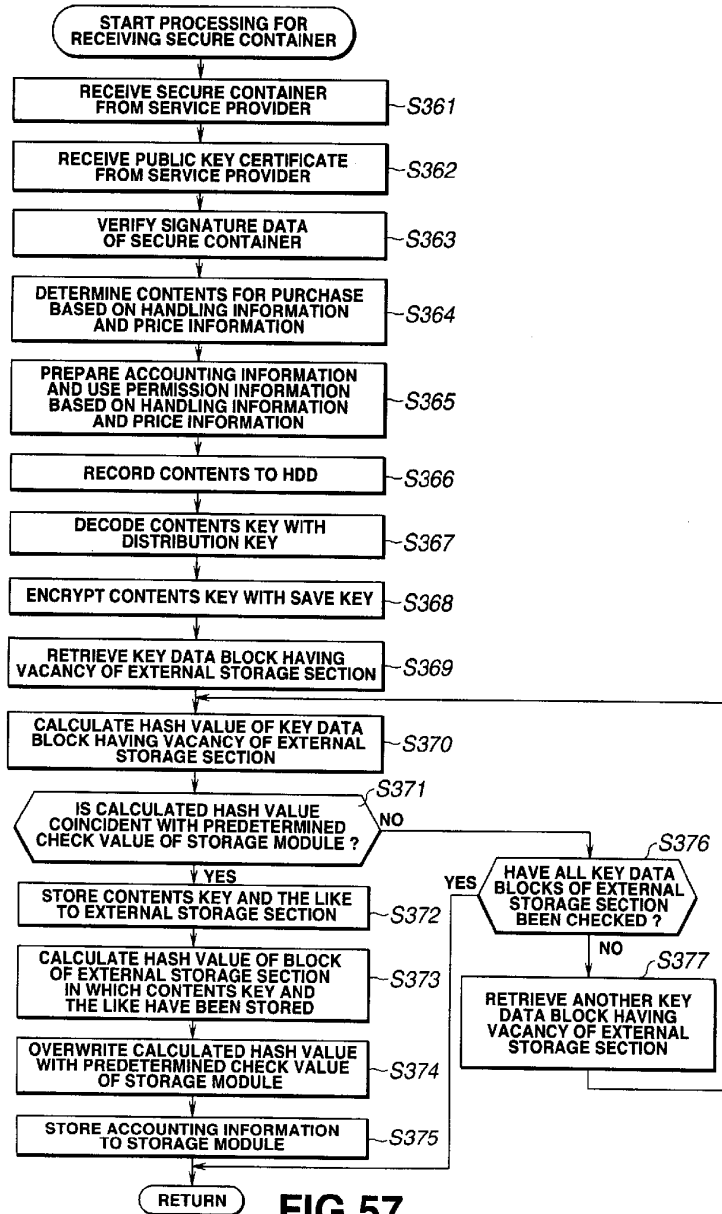 START PROCESSING FOR
RECEIVING SECURE CONTAINER
RECEIVE SECURE CONTAINER
FROM SERVICE PROVIDER
S361
RECEIVE PUBLIC KEY CERTIFICATE
FROM SERVICE PROVIDER
S362
VERIFY SIGNATURE DATA
OF SECURE CONTAINER
S363
DETERMINE CONTENTS FOR PURCHASE
BASED ON HANDLING INFORMATION
AND PRICE INFORMATION
S364
PREPARE ACCOUNTING INFORMATION
AND USE PERMISSION INFORMATION
BASED ON HANDLING INFORMATION
AND PRICE INFORMATION
S365
RECORD CONTENTS TO HDD
S366
DECODE CONTENTS KEY WITH
DISTRIBUTION KEY
S367
ENCRYPT CONTENTS KEY WITH SAVE KEY
S368
RETRIEVE KEY DATA BLOCK HAVING
VACANCY OF EXTERNAL STORAGE SECTION
S369
CALCULATE HASH VALUE OF KEY DATA
BLOCK HAVING VACANCY OF EXTERNAL
STORAGE SECTION
S370
S371
IS CALCULATED HASH VALUE
COINCIDENT WITH PREDETERMINED
CHECK VALUE OF STORAGE MODULE ?
NO
YES
S376
HAVE ALL KEY DATA
BLOCKS OF EXTERNAL
STORAGE SECTION
BEEN CHECKED ?
YES
NO
STORE CONTENTS KEY AND THE LIKE
TO EXTERNAL STORAGE SECTION
S372
CALCULATE HASH VALUE OF BLOCK
OF EXTERNAL STORAGE SECTION
IN WHICH CONTENTS KEY AND
THE LIKE HAVE BEEN STORED
S373
S377
RETRIEVE ANOTHER KEY
DATA BLOCK HAVING
VACANCY OF EXTERNAL
STORAGE SECTION
OVERWRITE CALCULATED HASH VALUE
WITH PREDETERMINED CHECK VALUE
OF STORAGE MODULE
S374
STORE ACCOUNTING INFORMATION
TO STORAGE MODULE
S375
RETURN
FIG.57